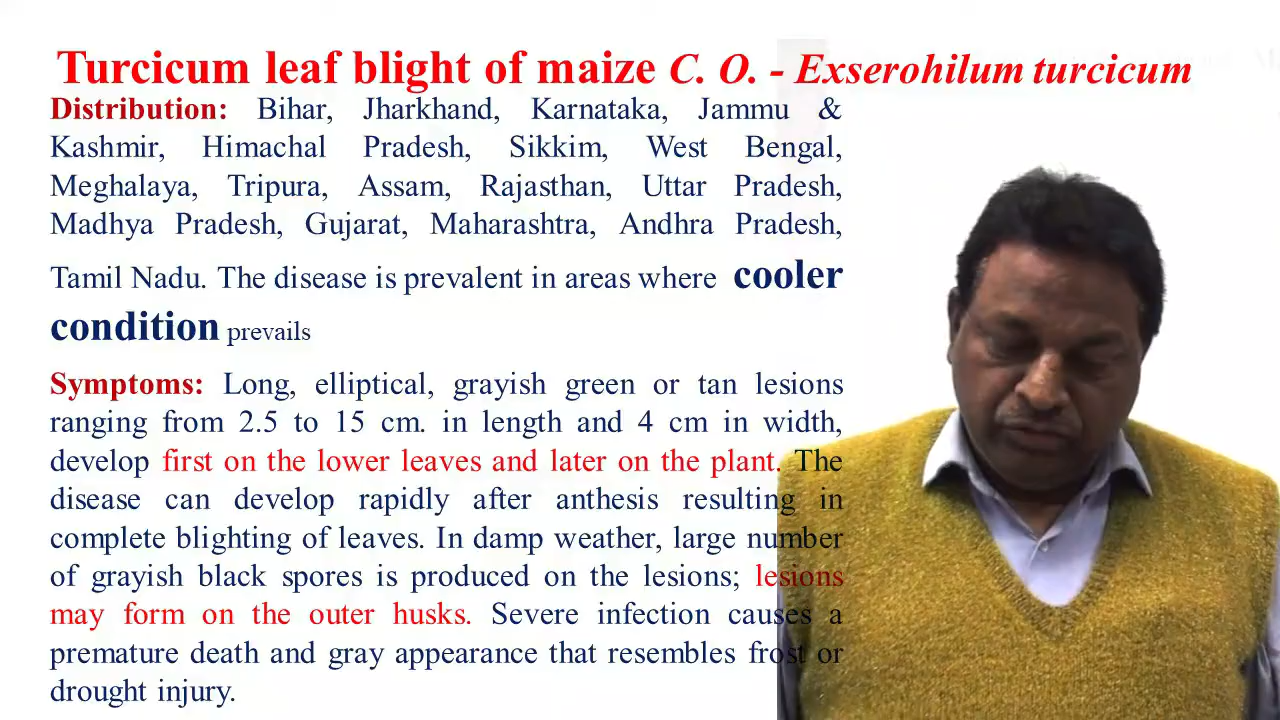 Turcicum leaf blight of maize C. O. - Exserohilum turcicum
Distribution: Bihar, Jharkhand, Karnataka, Jammu &
Kashmir, Himachal Pradesh, Sikkim, West Bengal,
Meghalaya, Tripura, Assam, Rajasthan, Uttar Pradesh,
Madhya Pradesh, Gujarat, Maharashtra, Andhra Pradesh,
Tamil Nadu. The disease is prevalent in areas where cooler
condition prevails
Symptoms: Long, elliptical, grayish green or tan lesions
ranging from 2.5 to 15 cm. in length and 4 cm in width,
develop first on the lower leaves and later on the plant. The
disease can develop rapidly after anthesis resulting in
complete blighting of leaves. In damp weather, large number
of grayish black spores is produced on the lesions; lesions
may form on the outer husks. Severe infection causes a
premature death and gray appearance that resembles frost or
drought injury.